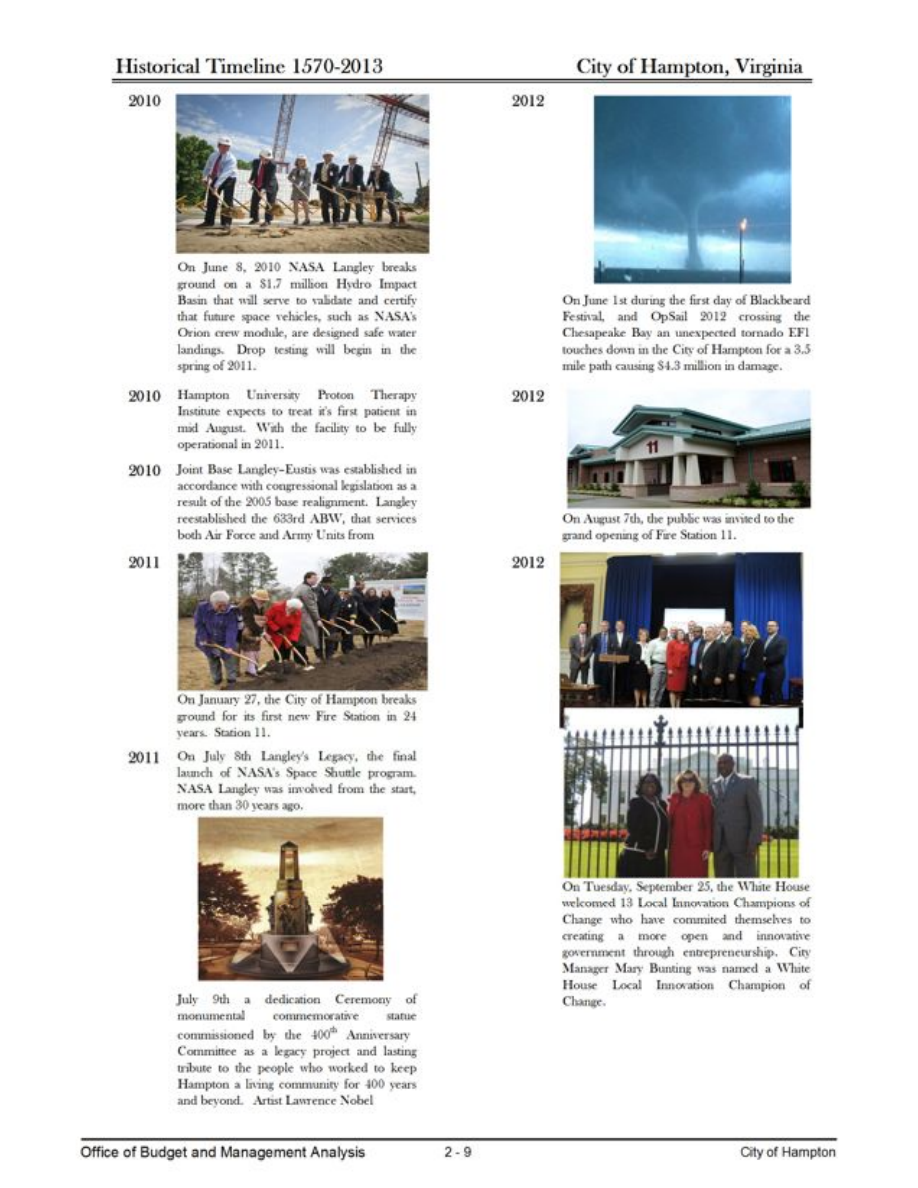 Historical Timeline 1570-2013
City of Hampton, Virginia
2010
On June 8, 2010 NASA Langley breaks
ground on a $1.7 million Hydro Impact
Basin that will serve to validate and certify
that future space vehicles, such as NASA's
Orion crew module, are designed safe water
landings. Drop testing will begin in the
spring of 2011.
2010
Hampton University Proton Therapy
Institute expects to treat it's first patient in
mid August. With the facility to be fully
operational in 2011.
2010
Joint Base Langley–Eustis was established in
accordance with congressional legislation as a
result of the 2005 base realignment. Langley
reestablished the 633rd ABW, that services
both Air Force and Army Units from
2011
On January 27, the City of Hampton breaks
ground for its first new Fire Station in 24
years. Station 11.
2011
On July 8th Langley's Legacy, the final
launch of NASA's Space Shuttle program.
NASA Langley was involved from the start,
more than 30 years ago.
July 9th a dedication Ceremony of
monumental commemorative statue
commissioned by the 400th Anniversary
Committee as a legacy project and lasting
tribute to the people who worked to keep
Hampton a living community for 400 years
and beyond. Artist Lawrence Nobel
2012
On June 1st during the first day of Blackbeard
Festival, and OpSail 2012 crossing the
Chesapeake Bay an unexpected tornado EF1
touches down in the City of Hampton for a 3.5
mile path causing $4.3 million in damage.
2012
11
On August 7th, the public was invited to the
grand opening of Fire Station 11.
2012
On Tuesday, September 25, the White House
welcomed 13 Local Innovation Champions of
Change who have commited themselves to
creating a more open and innovative
government through entrepreneurship. City
Manager Mary Bunting was named a White
House Local Innovation Champion of
Change.
Office of Budget and Management Analysis
2 - 9
City of Hampton